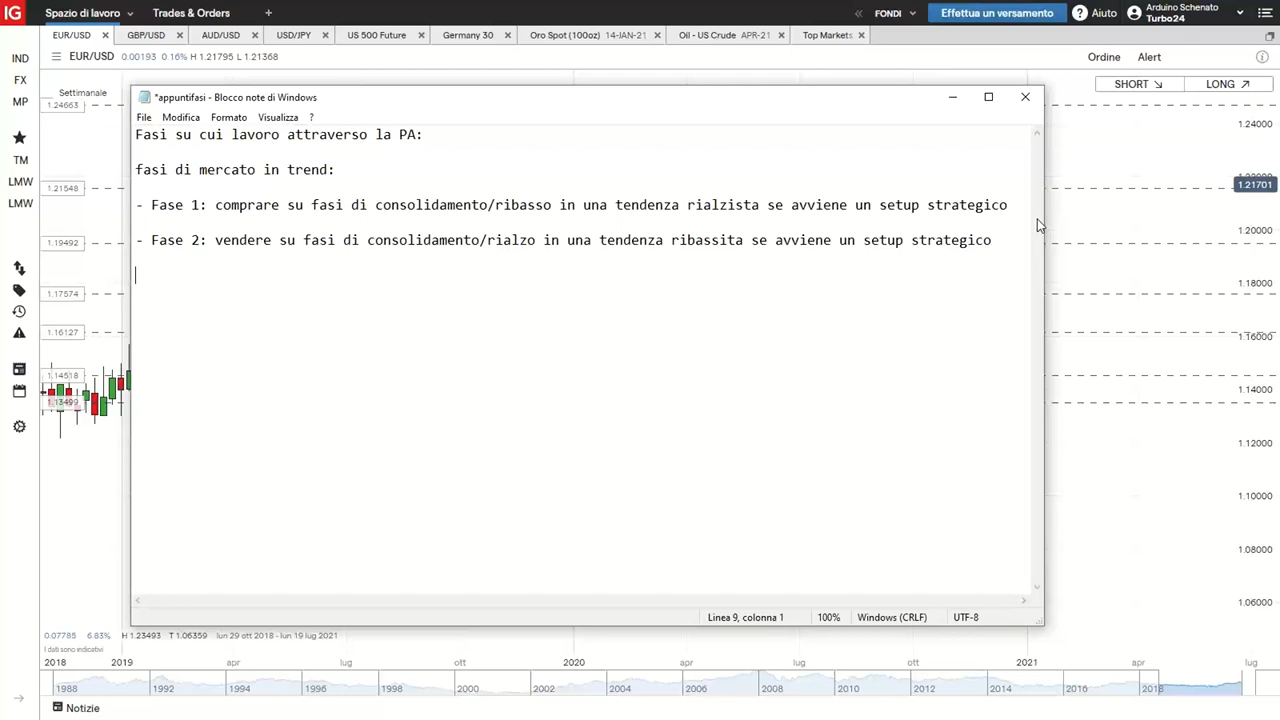 IG
Spazio di lavoro
Trades & Orders
+
FONDI
Effettua un versamento
? Aiuto
Arduino Schenato
Turbo24
EUR/USD
GBP/USD
AUD/USD
USD/JPY
US 500 Future
Germany 30
Oro Spot (100oz) 14-JAN-21
Oil - US Crude APR-21
Top Markets
EUR/USD 0.00193 0.16% H 1.21795 L 1.21368
Ordine
Alert
IND
FX
MP
TM
LMW
LMW
Settimanale
SHORT
LONG
1.24663
1.21548
1.19492
1.17574
1.16127
1.14518
1.13499
*appuntifasi - Blocco note di Windows
File Modifica Formato Visualizza ?
Fasi su cui lavoro attraverso la PA:
fasi di mercato in trend:
- Fase 1: comprare su fasi di consolidamento/ribasso in una tendenza rialzista se avviene un setup strategico
- Fase 2: vendere su fasi di consolidamento/rialzo in una tendenza ribassita se avviene un setup strategico
Linea 9, colonna 1
100%
Windows (CRLF)
UTF-8
1.24000
1.21701
1.20000
1.18000
1.16000
1.14000
1.12000
1.10000
1.08000
1.06000
0.07785 6.83% H 1.23493 T 1.06359 lun 29 ott 2018 - lun 19 lug 2021
I dati sono indicativi
2018 2019 apr lug ott 2020 apr lug ott 2021 apr lug
1988 1992 1994 1996 1998 2000 2002 2004 2006 2008 2010 2012 2014 2016 2018
Notizie